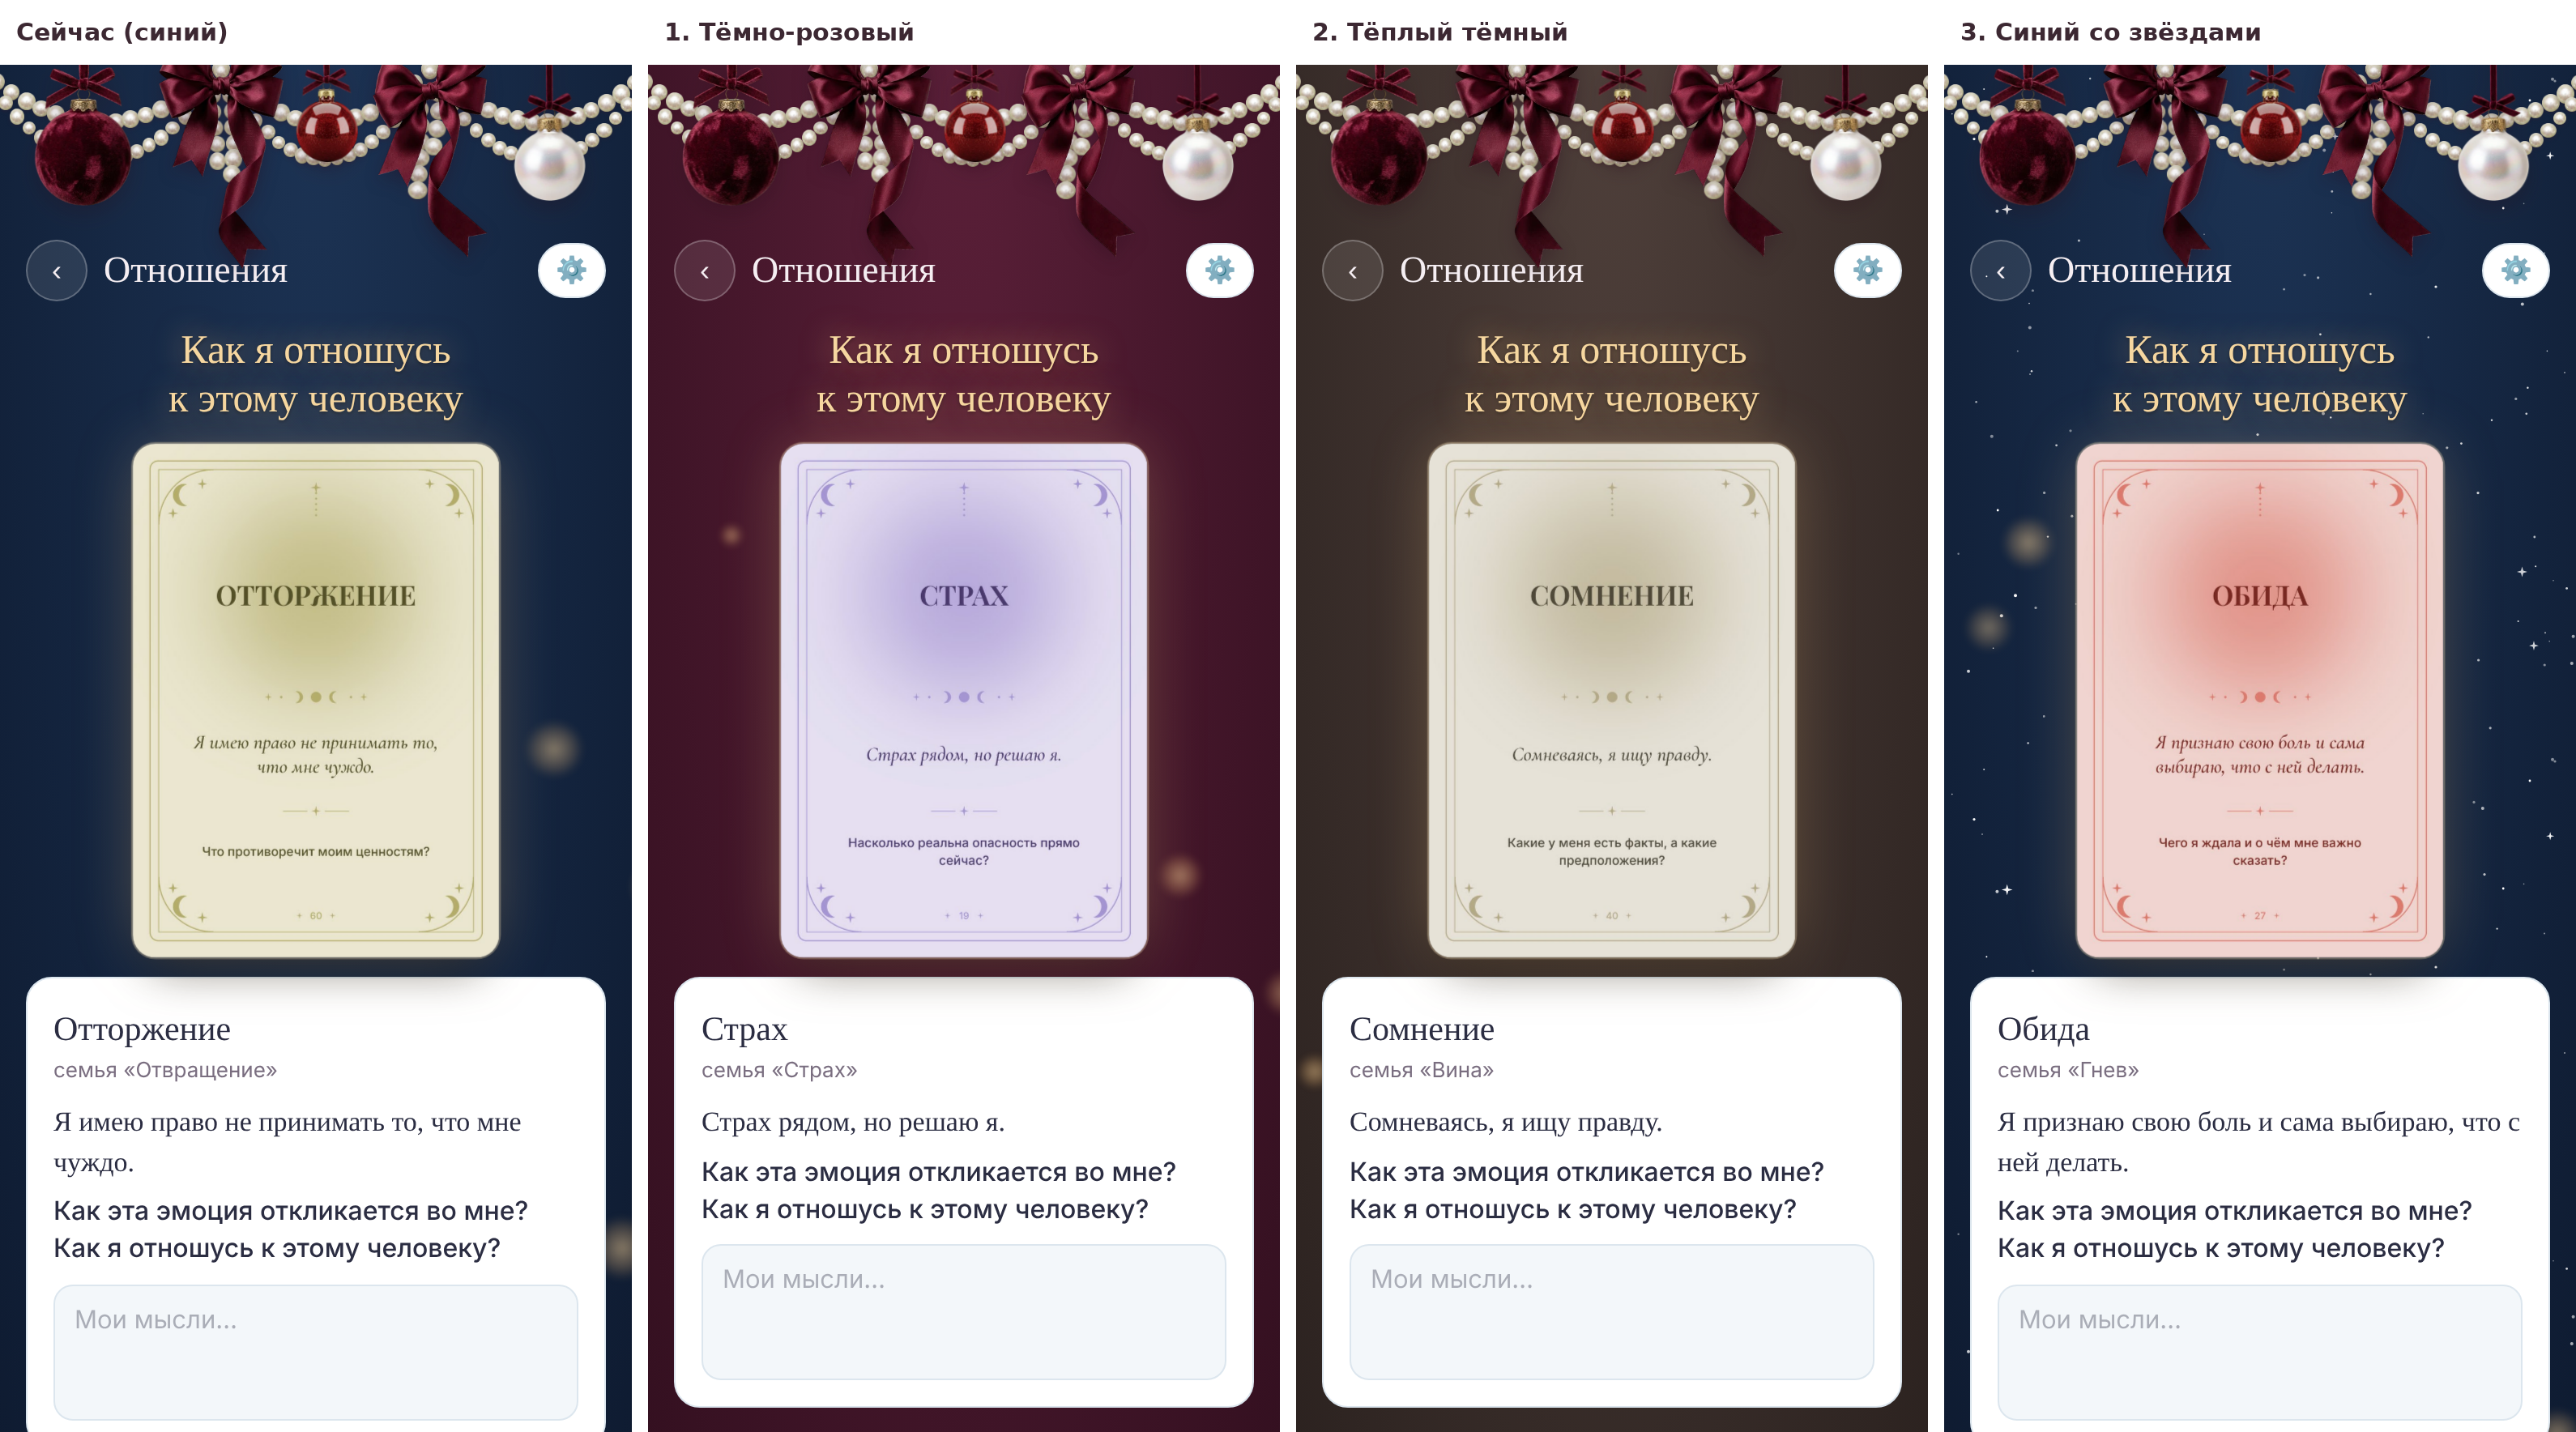 Сейчас (синий)
‹ Отношения
Как я отношусь
к этому человеку
ОТТОРЖЕНИЕ
Я имею право не принимать то,
что мне чуждо.
Что противоречит моим ценностям?
60
Отторжение
семья «Отвращение»
Я имею право не принимать то, что мне
чуждо.
Как эта эмоция откликается во мне?
Как я отношусь к этому человеку?
Мои мысли...
1. Тёмно-розовый
‹ Отношения
Как я отношусь
к этому человеку
СТРАХ
Страх рядом, но решаю я.
Насколько реальна опасность прямо
сейчас?
19
Страх
семья «Страх»
Страх рядом, но решаю я.
Как эта эмоция откликается во мне?
Как я отношусь к этому человеку?
Мои мысли...
2. Тёплый тёмный
‹ Отношения
Как я отношусь
к этому человеку
СОМНЕНИЕ
Сомневаясь, я ищу правду.
Какие у меня есть факты, а какие
предположения?
40
Сомнение
семья «Вина»
Сомневаясь, я ищу правду.
Как эта эмоция откликается во мне?
Как я отношусь к этому человеку?
Мои мысли...
3. Синий со звёздами
‹ Отношения
Как я отношусь
к этому человеку
ОБИДА
Я признаю свою боль и сама
выбираю, что с ней делать.
Чего я ждала и о чём мне важно
сказать?
27
Обида
семья «Гнев»
Я признаю свою боль и сама выбираю, что с
ней делать.
Как эта эмоция откликается во мне?
Как я отношусь к этому человеку?
Мои мысли...